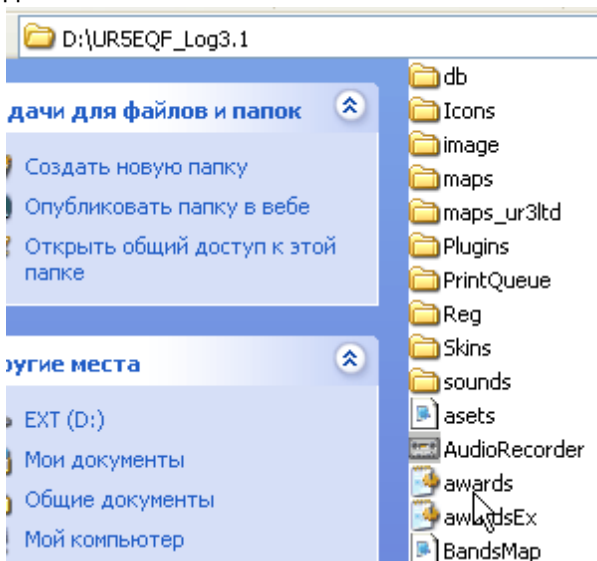 D:\UR5EQF_Log3.1
дачи для файлов и папок
Создать новую папку
Опубликовать папку в вебе
Открыть общий доступ к этой
папке
ругие места
EXT (D:)
Мои документы
Общие документы
Мой компьютер
db
Icons
image
maps
maps_ur3ltd
Plugins
PrintQueue
Reg
Skins
sounds
asets
AudioRecorder
awards
awardsEx
BandsMap